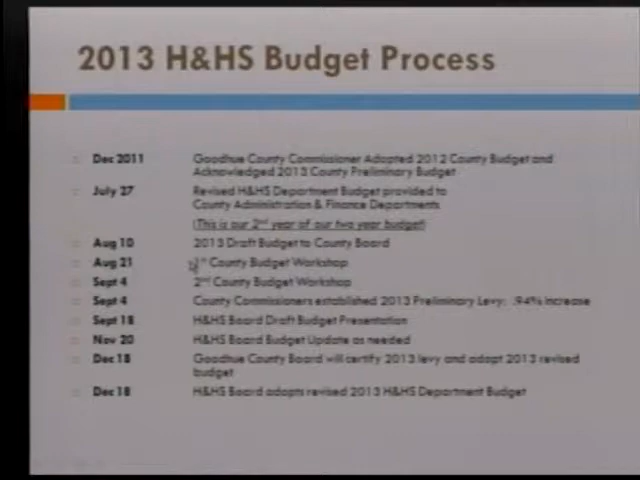 2013 H&HS Budget Process
Dec 2011 Goodhue County Commissioner Adopted 2012 County Budget and
Acknowledged 2013 County Preliminary Budget
July 27 Revised H&HS Department Budget provided to
County Administration & Finance Departments
(This is our 2nd year of our two year budget)
Aug 10 2013 Draft Budget to County Board
Aug 21 1st County Budget Workshop
Sept 4 2nd County Budget Workshop
Sept 4 County Commissioners established 2013 Preliminary Levy: .94% increase
Sept 18 H&HS Board Draft Budget Presentation
Nov 20 H&HS Board Budget Update as needed
Dec 18 Goodhue County Board will certify 2013 levy and adopt 2013 revised
budget
Dec 18 H&HS Board adopts revised 2013 H&HS Department Budget